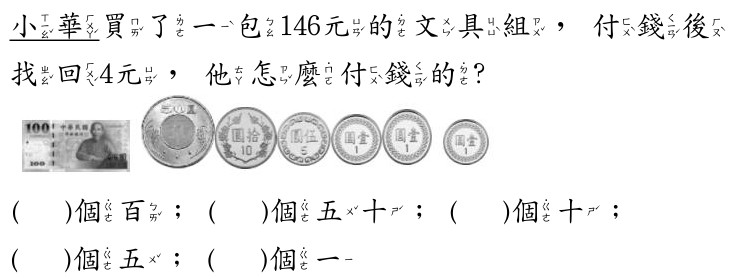 小華買了一包146元的文具組，付錢後
找回4元，他怎麼付錢的？
100 中華民國 100
圓拾 10
圓伍 5
圓壹 1
圓壹 1
圓壹 1
(　)個百；(　)個五十；(　)個十；
(　)個五；(　)個一